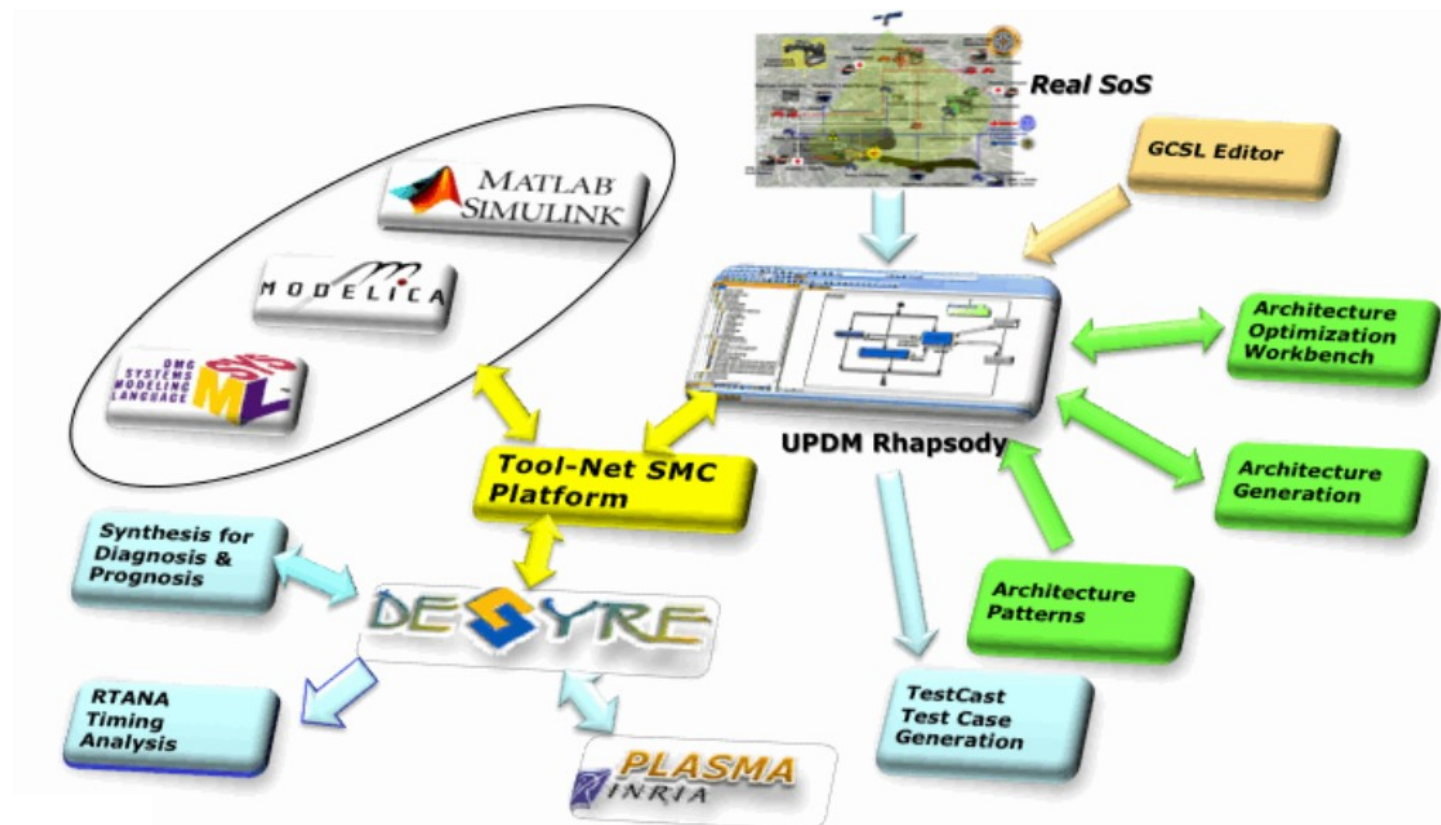 Real SoS
GCSL Editor
MATLAB
SIMULINK
MODELICA
OMG
SYSTEMS
MODELING
LANGUAGE
SYS
ML
Architecture
Optimization
Workbench
UPDM Rhapsody
Tool-Net SMC
Platform
Architecture
Generation
Synthesis for
Diagnosis &
Prognosis
Architecture
Patterns
DESYRE
RTANA
Timing
Analysis
TestCast
Test Case
Generation
PLASMA
INRIA